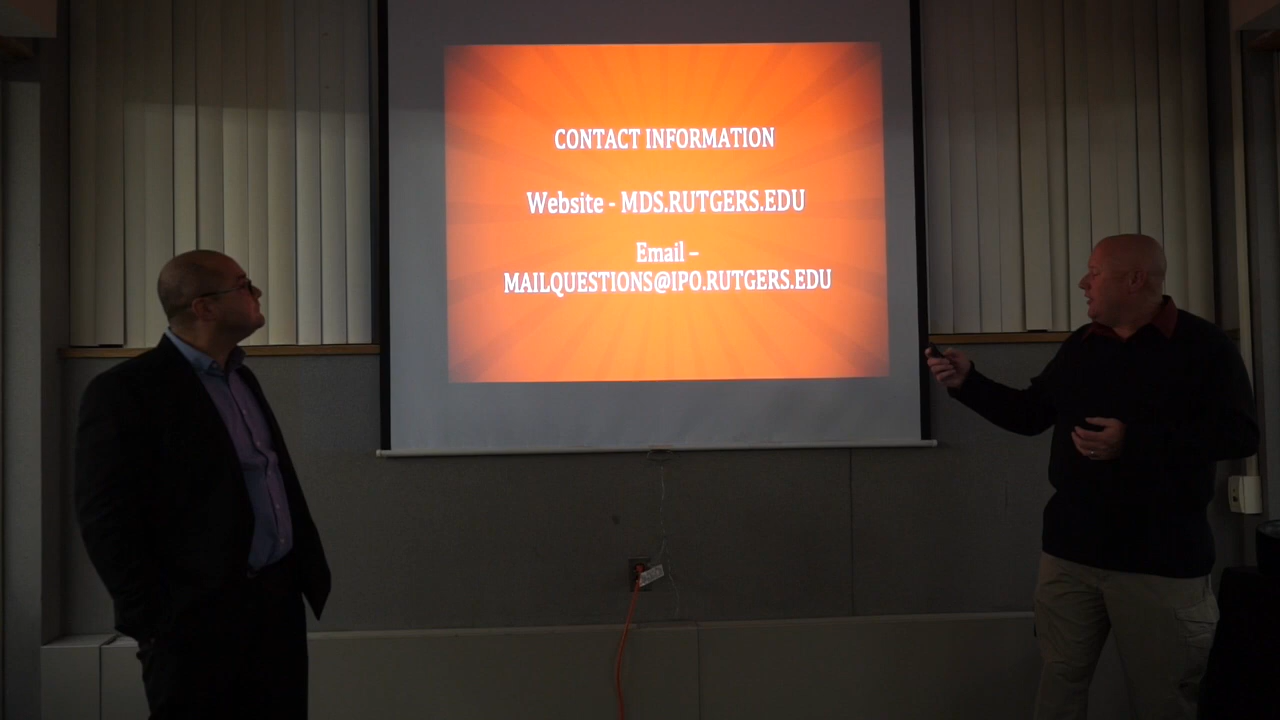 CONTACT INFORMATION
Website - MDS.RUTGERS.EDU
Email –
MAILQUESTIONS@IPO.RUTGERS.EDU